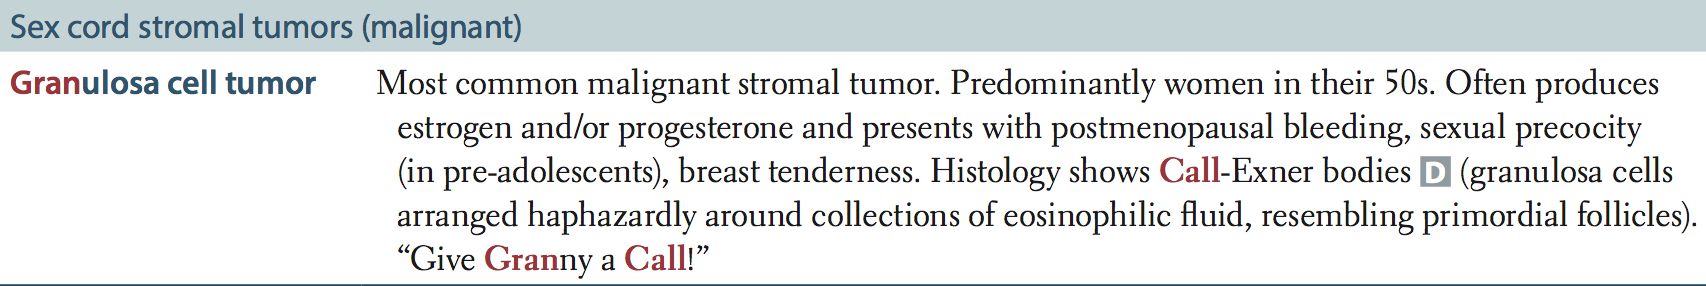 Sex cord stromal tumors (malignant)
Granulosa cell tumor
Most common malignant stromal tumor. Predominantly women in their 50s. Often produces
estrogen and/or progesterone and presents with postmenopausal bleeding, sexual precocity
(in pre-adolescents), breast tenderness. Histology shows Call-Exner bodies D (granulosa cells
arranged haphazardly around collections of eosinophilic fluid, resembling primordial follicles).
“Give Granny a Call!”